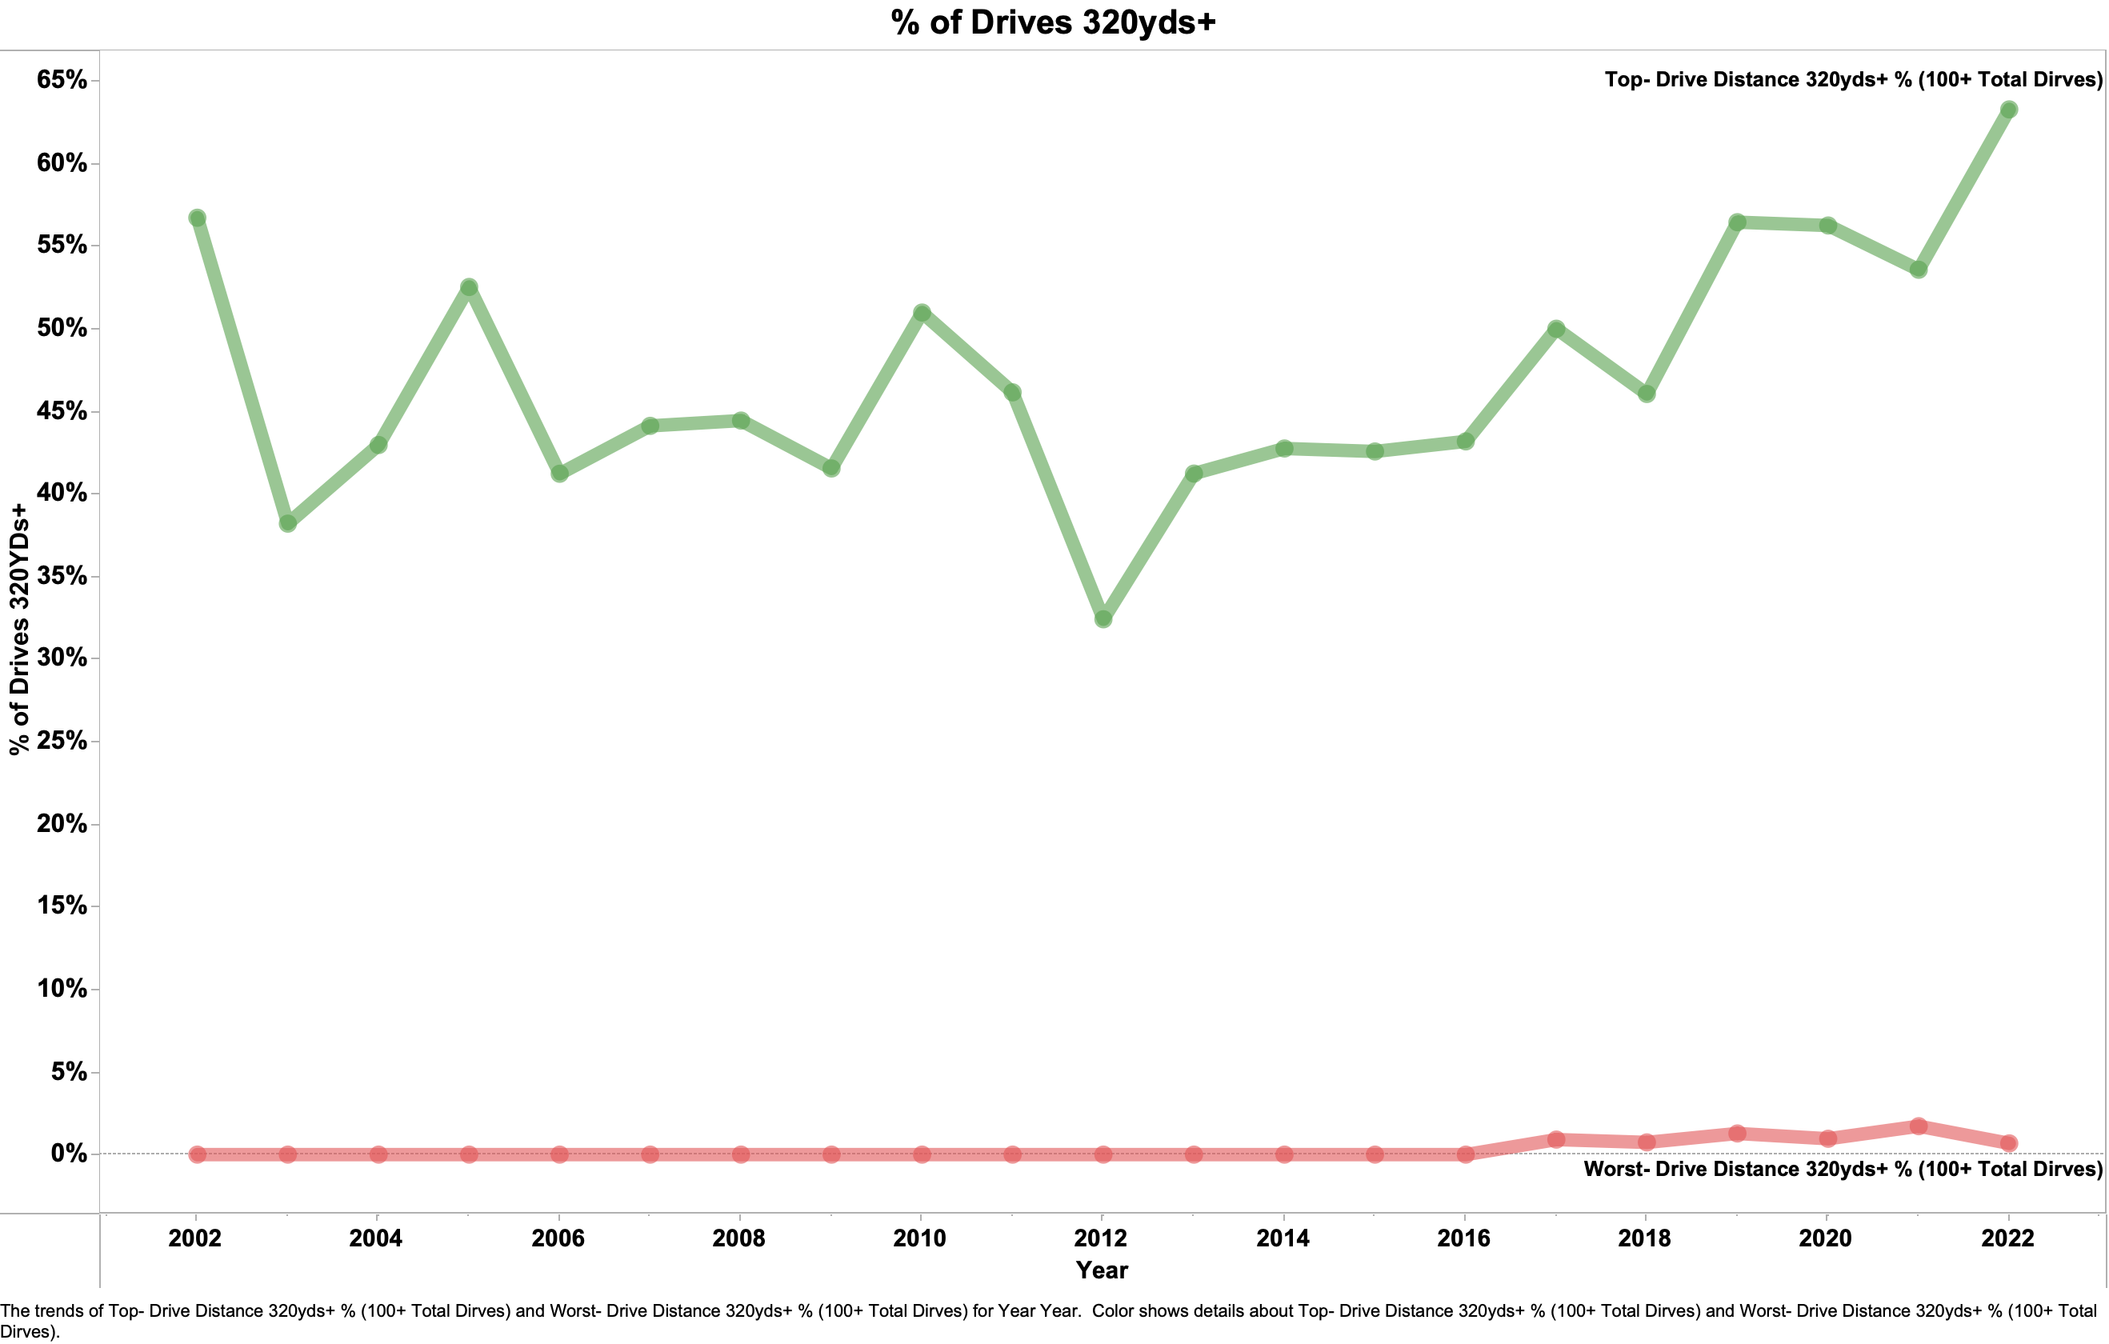 % of Drives 320yds+
65%
Top- Drive Distance 320yds+ % (100+ Total Dirves)
60%
55%
50%
45%
40%
35%
30%
25%
20%
15%
10%
5%
0%
% of Drives 320YDs+
Worst- Drive Distance 320yds+ % (100+ Total Dirves)
2002 2004 2006 2008 2010 2012 2014 2016 2018 2020 2022
Year
The trends of Top- Drive Distance 320yds+ % (100+ Total Dirves) and Worst- Drive Distance 320yds+ % (100+ Total Dirves) for Year Year.  Color shows details about Top- Drive Distance 320yds+ % (100+ Total Dirves) and Worst- Drive Distance 320yds+ % (100+ Total
Dirves).